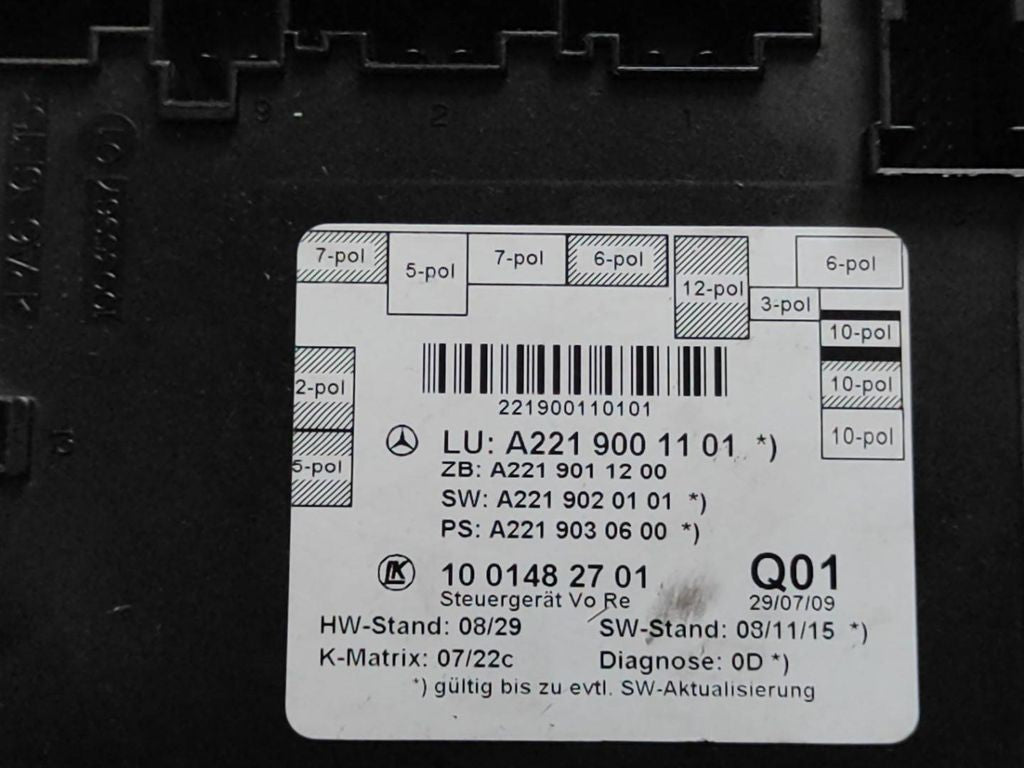 9
2
1
7-pol
5-pol
7-pol
6-pol
12-pol
3-pol
6-pol
10-pol
10-pol
10-pol
2-pol
5-pol
221900110101
LU: A221 900 11 01 *)
ZB: A221 901 12 00
SW: A221 902 01 01 *)
PS: A221 903 06 00 *)
LK 10 0148 27 01
Q01
Steuergerät Vo Re
29/07/09
HW-Stand: 08/29
SW-Stand: 08/11/15 *)
K-Matrix: 07/22c
Diagnose: 0D *)
*) gültig bis zu evtl. SW-Aktualisierung